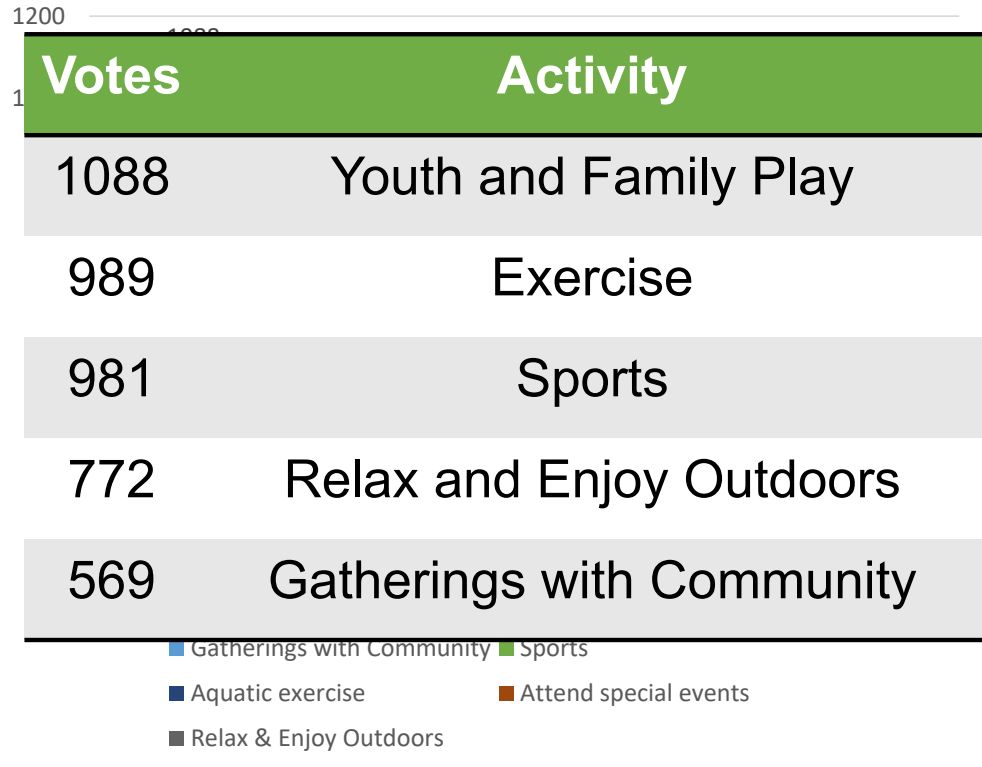 1200
Votes Activity
1088 Youth and Family Play
989 Exercise
981 Sports
772 Relax and Enjoy Outdoors
569 Gatherings with Community
Gatherings with Community Sports
Aquatic exercise Attend special events
Relax & Enjoy Outdoors